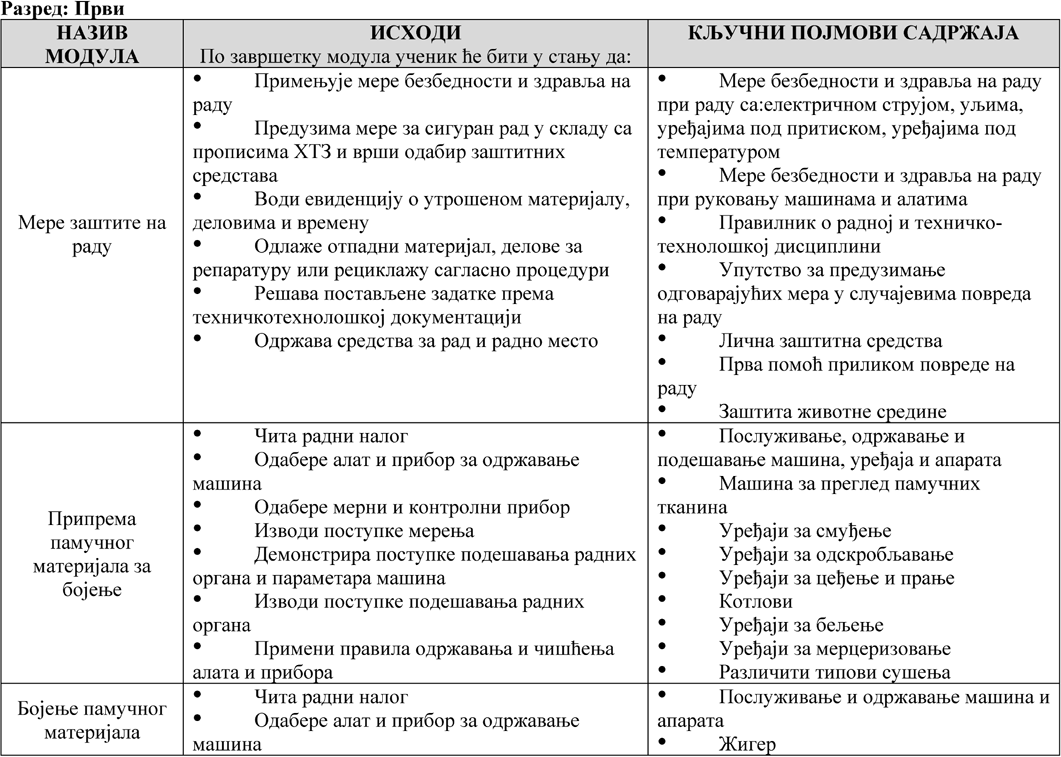 Разред: Први
НАЗИВ
МОДУЛА
ИСХОДИ
По завршетку модула ученик ће бити у стању да:
КЉУЧНИ ПОЈМОВИ САДРЖАЈА
Мере заштите на
раду
• Примењује мере безбедности и здравља на
раду
• Предузима мере за сигуран рад у складу са
прописима ХТЗ и врши одабир заштитних
средстава
• Води евиденцију о утрошеном материјалу,
деловима и времену
• Одлаже отпадни материјал, делове за
репаратуру или рециклажу сагласно процедури
• Решава постављене задатке према
техничкотехнолошкој документацији
• Одржава средства за рад и радно место
• Мере безбедности и здравља на раду
при раду са:електричном струјом, уљима,
уређајима под притиском, уређајима под
температуром
• Мере безбедности и здравља на раду
при руковању машинама и алатима
• Правилник о радној и техничко-
технолошкој дисциплини
• Упутство за предузимање
одговарајућих мера у случајевима повреда
на раду
• Лична заштитна средства
• Прва помоћ приликом повреде на
раду
• Заштита животне средине
Припрема
памучног
материјала за
бојење
• Чита радни налог
• Одабере алат и прибор за одржавање
машина
• Одабере мерни и контролни прибор
• Изводи поступке мерења
• Демонстрира поступке подешавања радних
органа и параметара машина
• Изводи поступке подешавања радних
органа
• Примени правила одржавања и чишћења
алата и прибора
• Послуживање, одржавање и
подешавање машина, уређаја и апарата
• Машина за преглед памучних
тканина
• Уређаји за смуђење
• Уређаји за одскробљавање
• Уређаји за цеђење и прање
• Котлови
• Уређаји за бељење
• Уређаји за мерцеризовање
• Различити типови сушења
Бојење памучног
материјала
• Чита радни налог
• Одабере алат и прибор за одржавање
машина
• Послуживање и одржавање машина и
апарата
• Жигер